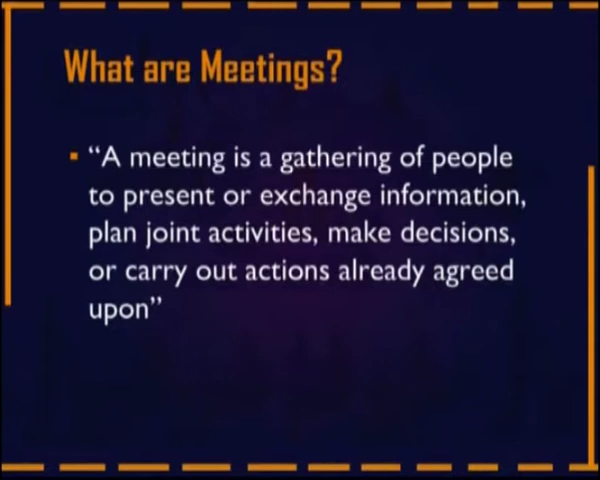 What are Meetings?
▪ “A meeting is a gathering of people
to present or exchange information,
plan joint activities, make decisions,
or carry out actions already agreed
upon”